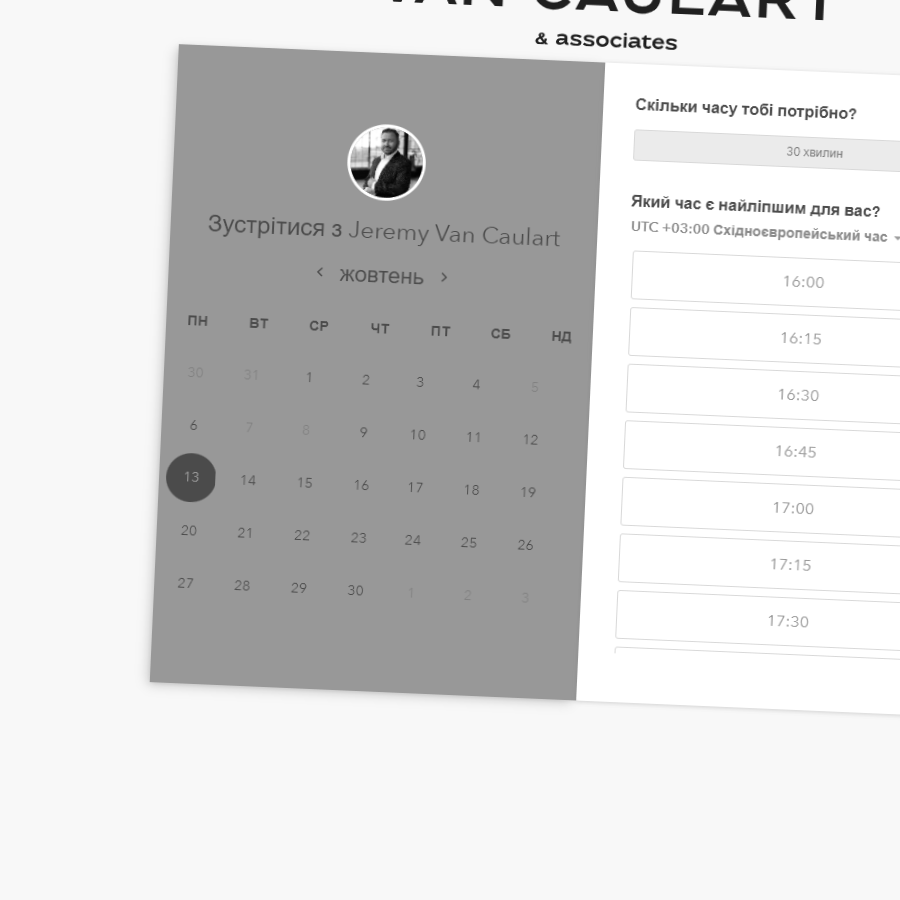 VAN CAULART
& associates
Зустрітися з Jeremy Van Caulart
жовтень
ПН ВТ СР ЧТ ПТ СБ НД
30 31 1 2 3 4 5
6 7 8 9 10 11 12
13 14 15 16 17 18 19
20 21 22 23 24 25 26
27 28 29 30 1 2 3
Скільки часу тобі потрібно?
30 хвилин
Який час є найліпшим для вас?
UTC +03:00 Східноєвропейський час
16:00
16:15
16:30
16:45
17:00
17:15
17:30